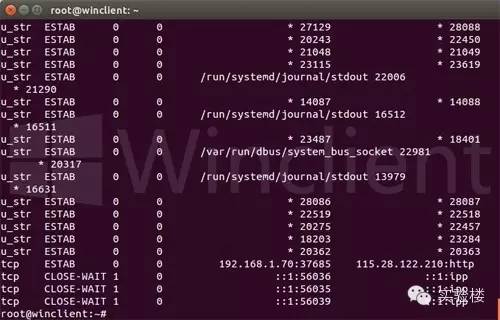 root@winclient: ~
u_str ESTAB 0 0 * 27129 * 28088
u_str ESTAB 0 0 * 20243 * 22450
u_str ESTAB 0 0 * 21048 * 21049
u_str ESTAB 0 0 * 23115 * 23619
u_str ESTAB 0 0 /run/systemd/journal/stdout 22006
* 21290
u_str ESTAB 0 0 * 14087 * 14088
u_str ESTAB 0 0 /run/systemd/journal/stdout 16512
* 16511
u_str ESTAB 0 0 * 23487 * 18401
u_str ESTAB 0 0 /var/run/dbus/system_bus_socket 22981
* 20317
u_str ESTAB 0 0 /run/systemd/journal/stdout 13979
* 16631
u_str ESTAB 0 0 * 28086 * 28087
u_str ESTAB 0 0 * 22519 * 22518
u_str ESTAB 0 0 * 20275 * 22457
u_str ESTAB 0 0 * 18203 * 23284
u_str ESTAB 0 0 * 20362 * 20363
tcp ESTAB 0 0 192.168.1.70:37685 115.28.122.210:http
tcp CLOSE-WAIT 1 0 ::1:56036 ::1:ipp
tcp CLOSE-WAIT 1 0 ::1:56035 ::1:ipp
tcp CLOSE-WAIT 1 0 ::1:56039 ::1:ipp
root@winclient:~#
Winclient
实验楼